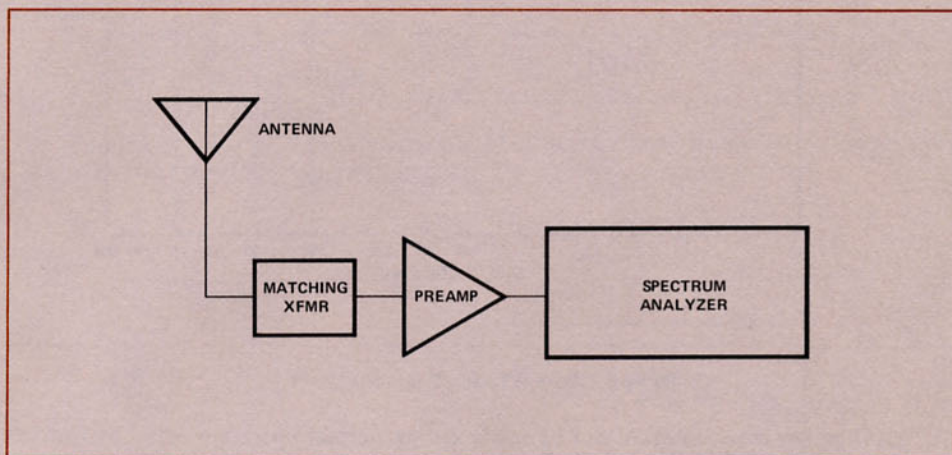 ANTENNA
MATCHING
XFMR
PREAMP
SPECTRUM
ANALYZER